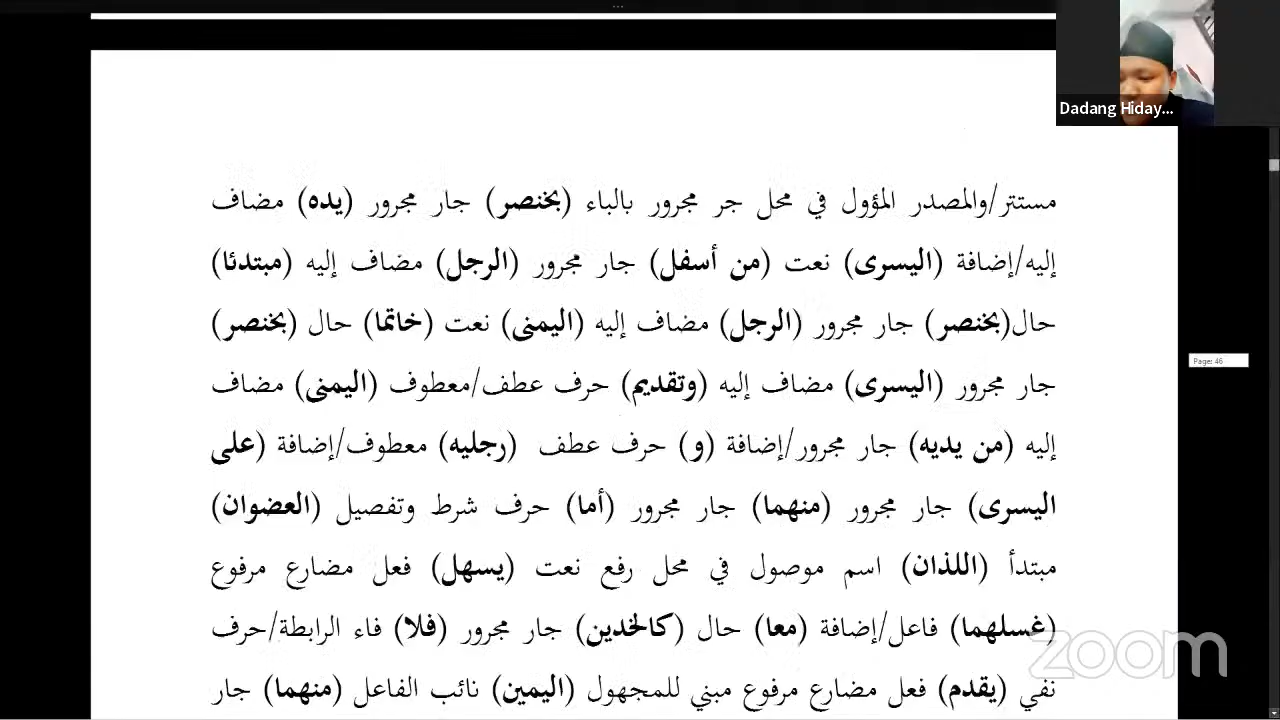 Dadang Hiday...
مستتر/والمصدر المؤول في محل جر مجرور بالباء (بخنصر) جار مجرور (يده) مضاف
إليه/إضافة (اليسرى) نعت (من أسفل) جار مجرور (الرجل) مضاف إليه (مبتدئا)
حال(بخنصر) جار مجرور (الرجل) مضاف إليه (اليمنى) نعت (خاتما) حال (بخنصر)
جار مجرور (اليسرى) مضاف إليه (وتقديم) حرف عطف/معطوف (اليمنى) مضاف
إليه (من يديه) جار مجرور/إضافة (و) حرف عطف (رجليه) معطوف/إضافة (على
اليسرى) جار مجرور (منهما) جار مجرور (أما) حرف شرط وتفصيل (العضوان)
مبتدأ (اللذان) اسم موصول في محل رفع نعت (يسهل) فعل مضارع مرفوع
(غسلهما) فاعل/إضافة (معا) حال (كالخدين) جار مجرور (فلا) فاء الرابطة/حرف
نفي (يقدم) فعل مضارع مرفوع مبني للمجهول (اليمين) نائب الفاعل (منهما) جار
Page: 46
zoom